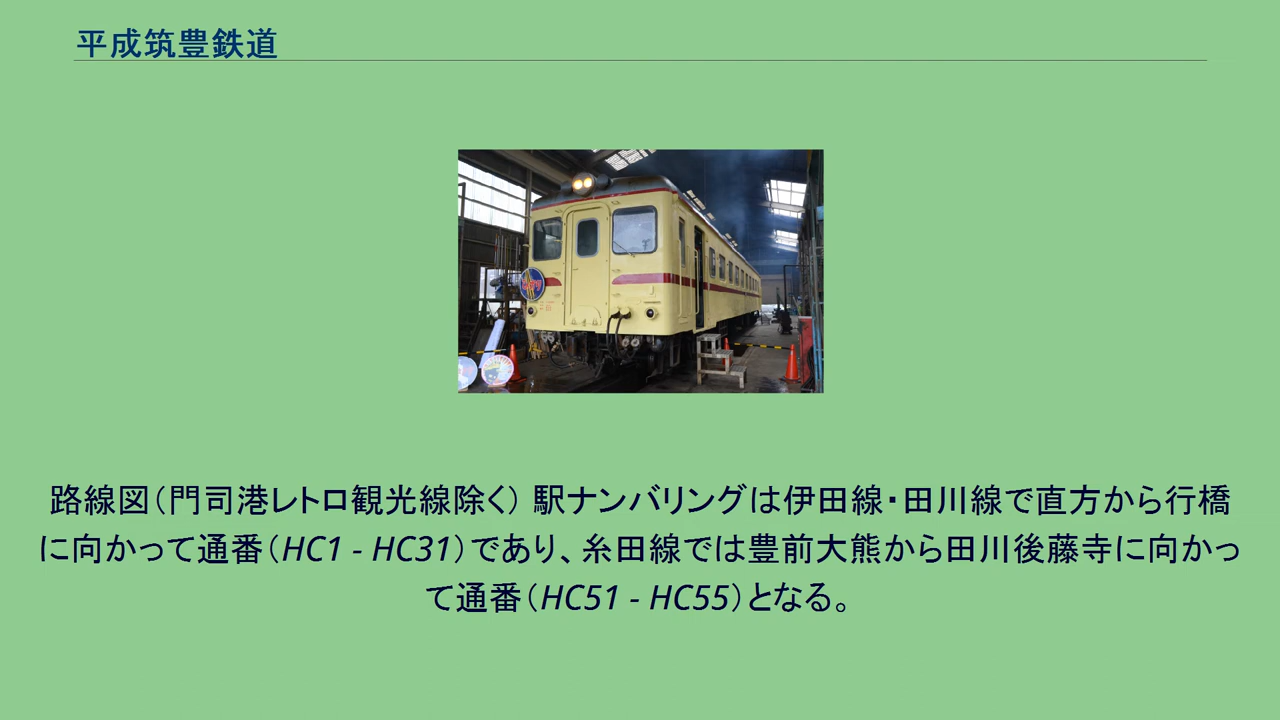 平成筑豊鉄道
路線図（門司港レトロ観光線除く） 駅ナンバリングは伊田線・田川線で直方から行橋
に向かって通番（HC1 - HC31）であり、糸田線では豊前大熊から田川後藤寺に向かっ
て通番（HC51 - HC55）となる。